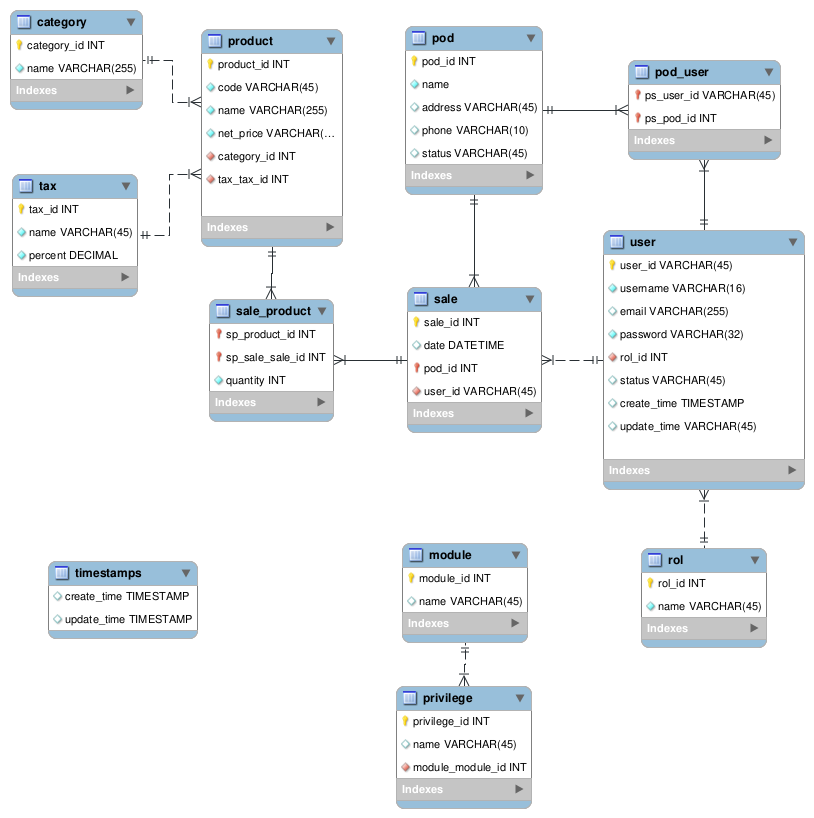 category
category_id INT
name VARCHAR(255)
Indexes
product
product_id INT
code VARCHAR(45)
name VARCHAR(255)
net_price VARCHAR(...
category_id INT
tax_tax_id INT
Indexes
pod
pod_id INT
name
address VARCHAR(45)
phone VARCHAR(10)
status VARCHAR(45)
Indexes
pod_user
ps_user_id VARCHAR(45)
ps_pod_id INT
Indexes
tax
tax_id INT
name VARCHAR(45)
percent DECIMAL
Indexes
sale_product
sp_product_id INT
sp_sale_sale_id INT
quantity INT
Indexes
sale
sale_id INT
date DATETIME
pod_id INT
user_id VARCHAR(45)
Indexes
user
user_id VARCHAR(45)
username VARCHAR(16)
email VARCHAR(255)
password VARCHAR(32)
rol_id INT
status VARCHAR(45)
create_time TIMESTAMP
update_time VARCHAR(45)
Indexes
timestamps
create_time TIMESTAMP
update_time TIMESTAMP
module
module_id INT
name VARCHAR(45)
Indexes
rol
rol_id INT
name VARCHAR(45)
Indexes
privilege
privilege_id INT
name VARCHAR(45)
module_module_id INT
Indexes